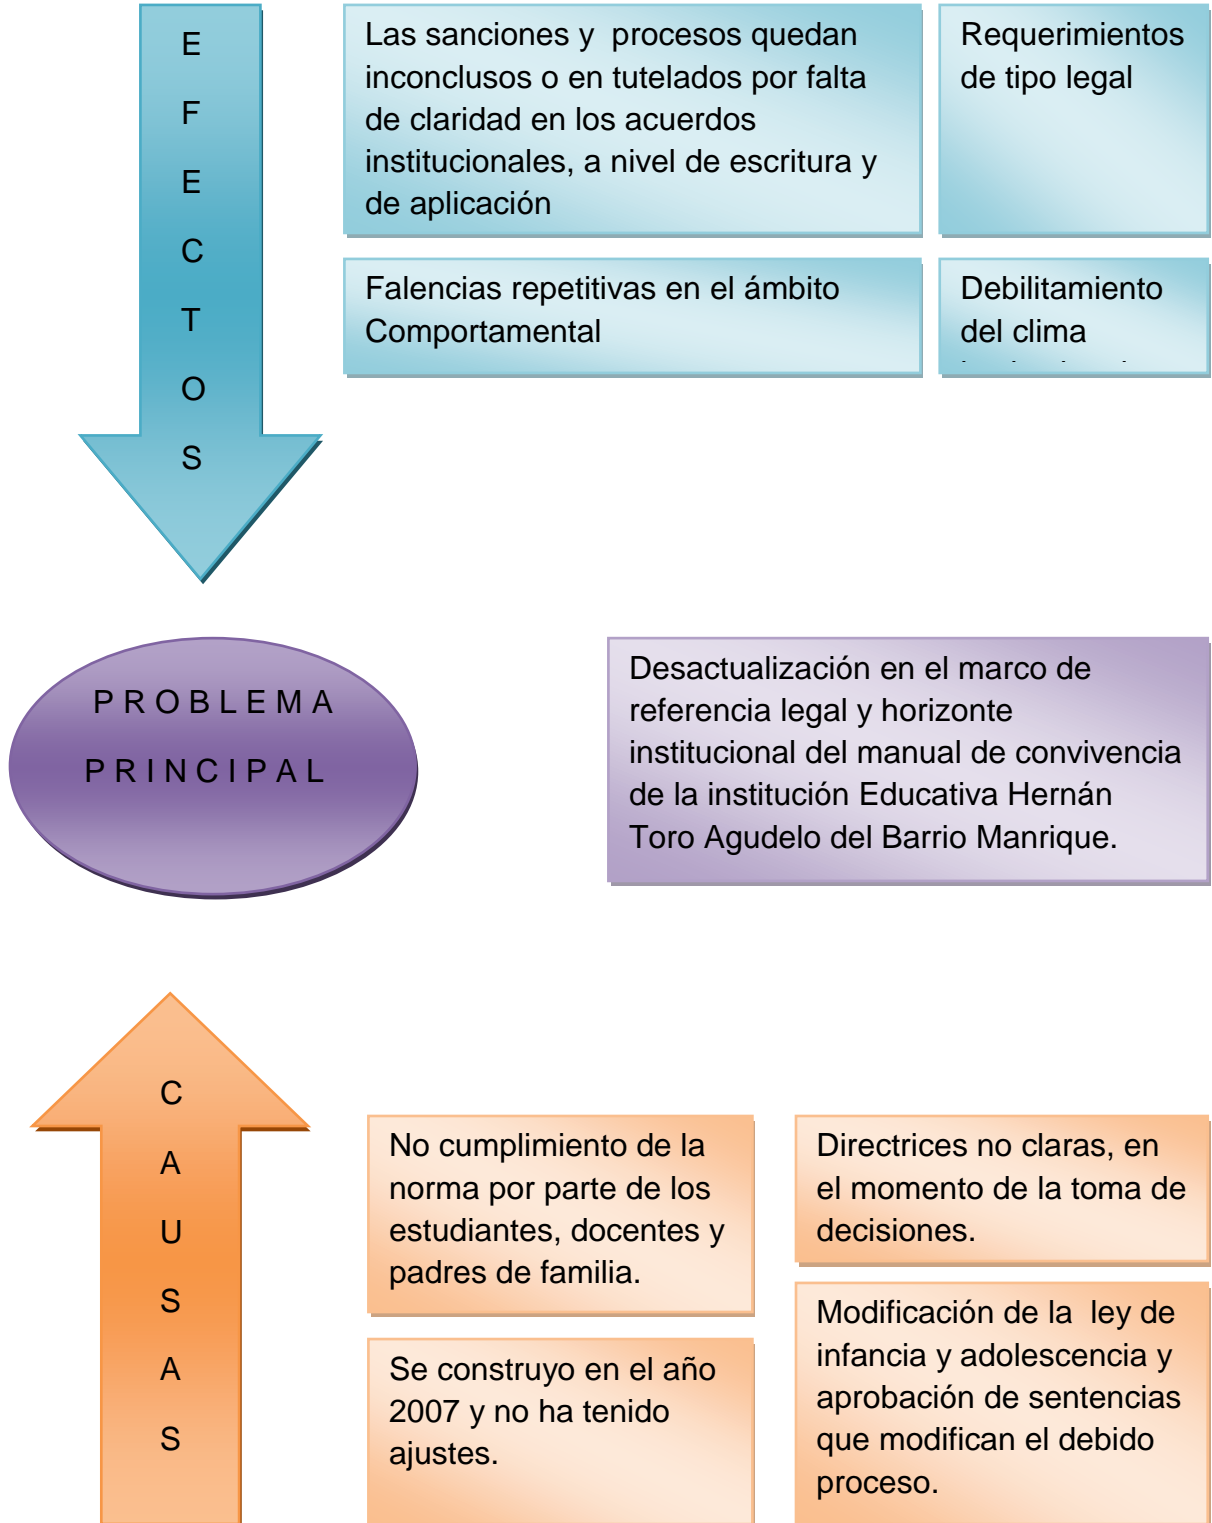 E
F
E
C
T
O
S
Las sanciones y  procesos quedan
inconclusos o en tutelados por falta
de claridad en los acuerdos
institucionales, a nivel de escritura y
de aplicación
Requerimientos
de tipo legal
Falencias repetitivas en el ámbito
Comportamental
Debilitamiento
del clima
P R O B L E M A
P R I N C I P A L
Desactualización en el marco de
referencia legal y horizonte
institucional del manual de convivencia
de la institución Educativa Hernán
Toro Agudelo del Barrio Manrique.
C
A
U
S
A
S
No cumplimiento de la
norma por parte de los
estudiantes, docentes y
padres de familia.
Directrices no claras, en
el momento de la toma de
decisiones.
Se construyo en el año
2007 y no ha tenido
ajustes.
Modificación de la  ley de
infancia y adolescencia y
aprobación de sentencias
que modifican el debido
proceso.